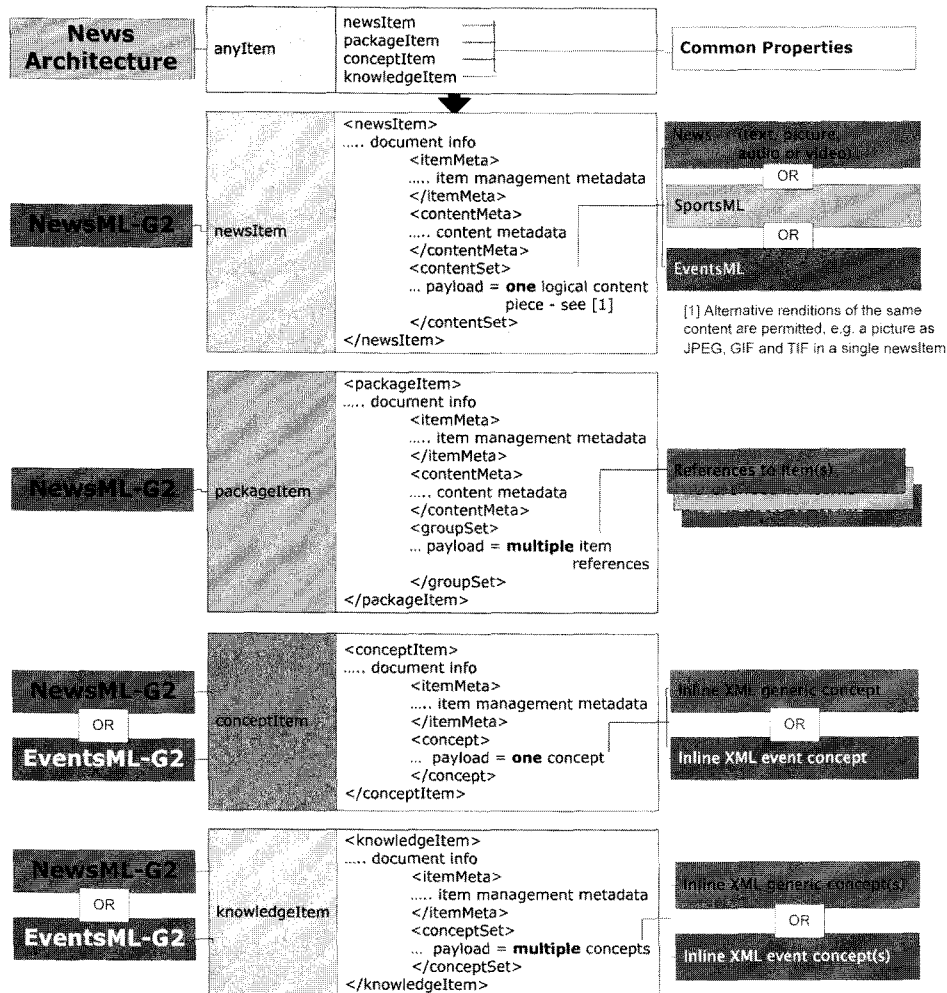 News
Architecture
anyItem
newsItem
packageItem
conceptItem
knowledgeItem
Common Properties
NewsML-G2
newsItem
<newsItem>
..... document info
<itemMeta>
..... item management metadata
</itemMeta>
<contentMeta>
..... content metadata
</contentMeta>
<contentSet>
... payload = one logical content
piece - see [1]
</contentSet>
</newsItem>
News - (text, picture,
audio or video)
OR
SportsML
OR
EventsML
[1] Alternative renditions of the same
content are permitted, e.g. a picture as
JPEG, GIF and TIF in a single newsItem
NewsML-G2
packageItem
<packageItem>
..... document info
<itemMeta>
..... item management metadata
</itemMeta>
<contentMeta>
..... content metadata
</contentMeta>
<groupSet>
... payload = multiple item
references
</groupSet>
</packageItem>
References to Item(s)
NewsML-G2
OR
EventsML-G2
conceptItem
<conceptItem>
..... document info
<itemMeta>
..... item management metadata
</itemMeta>
<concept>
... payload = one concept
</concept>
</conceptItem>
Inline XML generic concept
OR
Inline XML event concept
NewsML-G2
OR
EventsML-G2
knowledgeItem
<knowledgeItem>
..... document info
<itemMeta>
..... item management metadata
</itemMeta>
<conceptSet>
... payload = multiple concepts
</conceptSet>
</knowledgeItem>
Inline XML generic concept(s)
OR
Inline XML event concept(s)